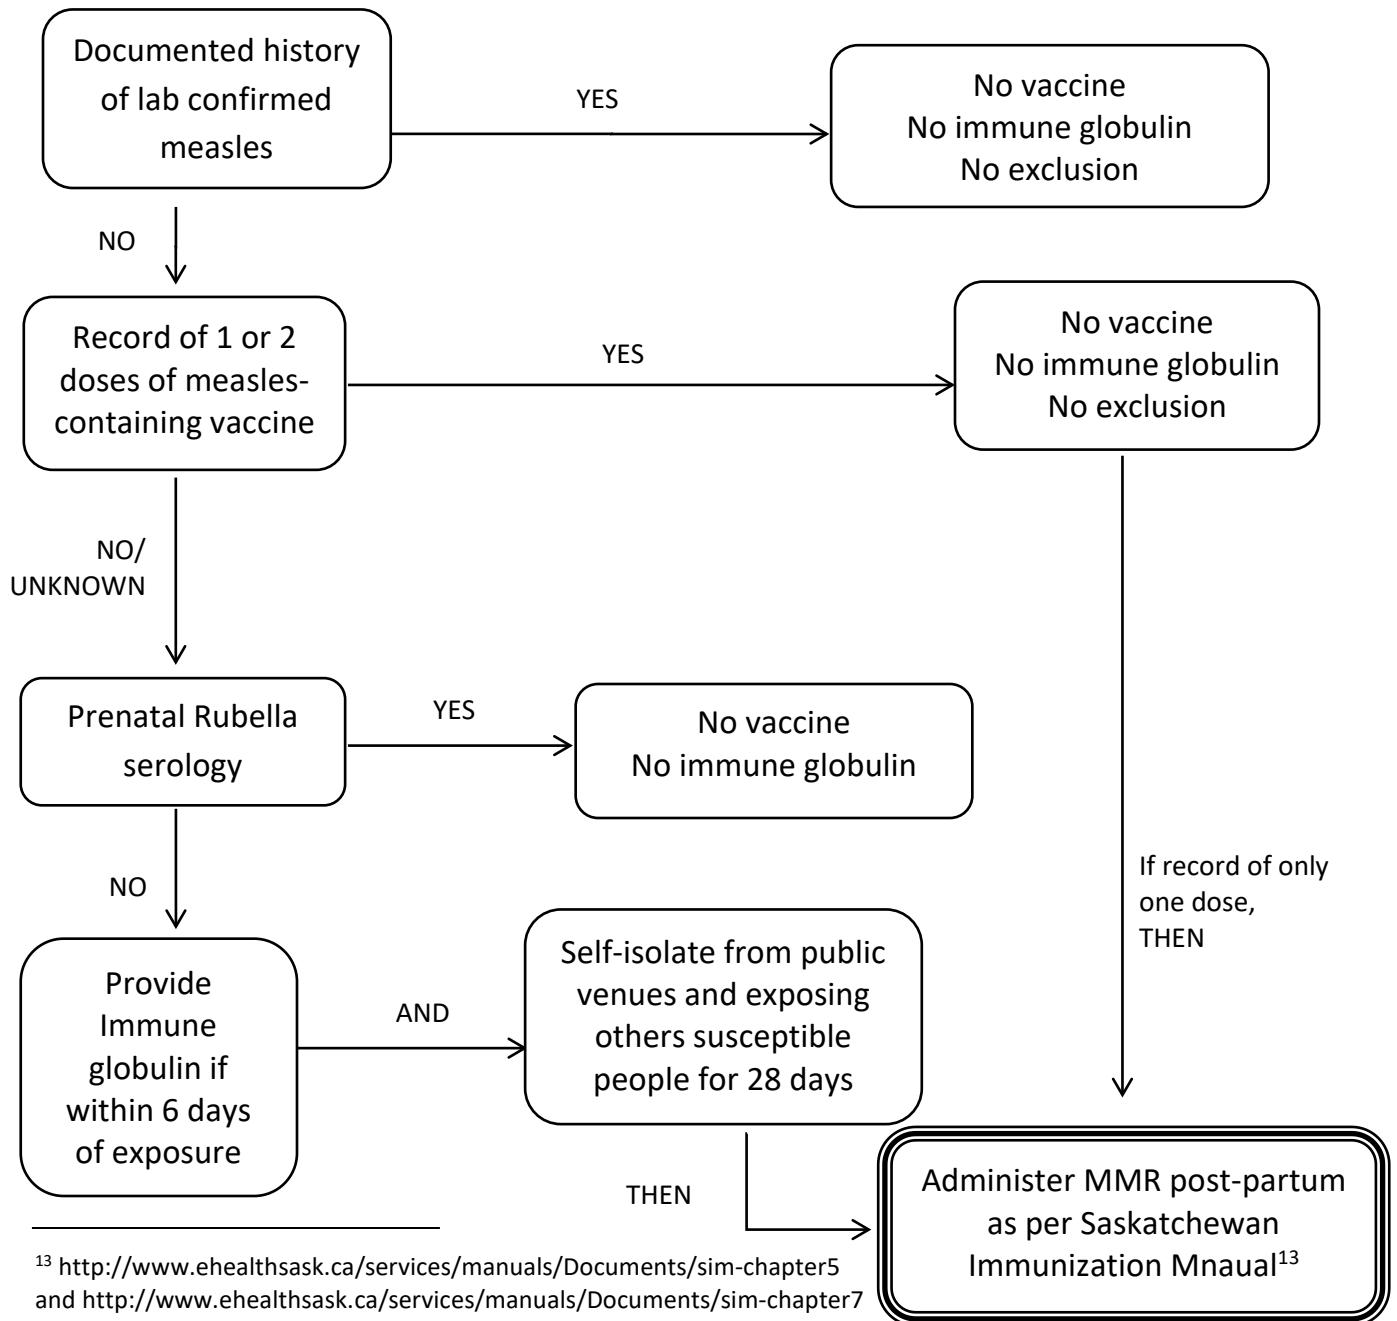 Documented history
of lab confirmed
measles
YES
No vaccine
No immune globulin
No exclusion
NO
Record of 1 or 2
doses of measles-
containing vaccine
YES
No vaccine
No immune globulin
No exclusion
NO/
UNKNOWN
Prenatal Rubella
serology
YES
No vaccine
No immune globulin
If record of only
one dose,
THEN
NO
Provide
Immune
globulin if
within 6 days
of exposure
AND
Self-isolate from public
venues and exposing
others susceptible
people for 28 days
THEN
Administer MMR post-partum
as per Saskatchewan
Immunization Mnaual¹³
¹³ http://www.ehealthsask.ca/services/manuals/Documents/sim-chapter5
and http://www.ehealthsask.ca/services/manuals/Documents/sim-chapter7